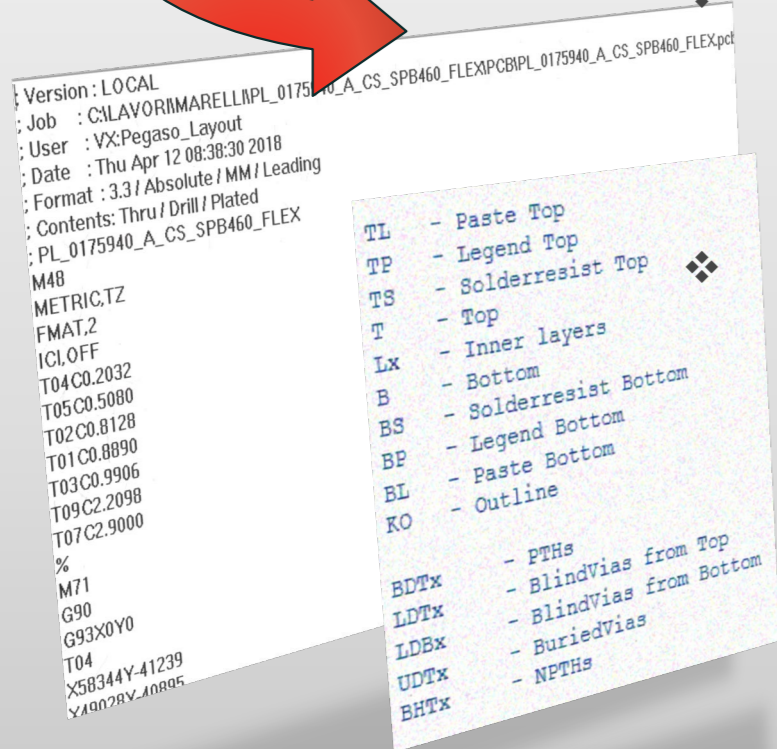 ; Version : LOCAL
; Job : C:\LAVORI\MARELLI\PL_0175940_A_CS_SPB460_FLEX\PCB\PL_0175940_A_CS_SPB460_FLEX.pcb
; User : VX:Pegaso_Layout
; Date : Thu Apr 12 08:38:30 2018
; Format : 3.3 / Absolute / MM / Leading
; Contents: Thru / Drill / Plated
; PL_0175940_A_CS_SPB460_FLEX
M48
METRIC,TZ
FMAT,2
ICI,OFF
T04C0.2032
T05C0.5080
T02C0.8128
T01C0.8890
T03C0.9906
T09C2.2098
T07C2.9000
%
M71
G90
G93X0Y0
T04
X58344Y-41239
X49028Y-40895
TL - Paste Top
TP - Legend Top
TS - Solderresist Top
T - Top
Lx - Inner layers
B - Bottom
BS - Solderresist Bottom
BP - Legend Bottom
BL - Paste Bottom
KO - Outline
BDTx - PTHs
LDTx - BlindVias from Top
LDBx - BlindVias from Bottom
UDTx - BuriedVias
BHTx - NPTHs